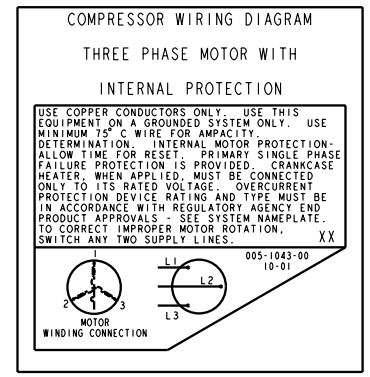 COMPRESSOR WIRING DIAGRAM
THREE PHASE MOTOR WITH
INTERNAL PROTECTION
USE COPPER CONDUCTORS ONLY. USE THIS
EQUIPMENT ON A GROUNDED SYSTEM ONLY. USE
MINIMUM 75° C WIRE FOR AMPACITY.
DETERMINATION. INTERNAL MOTOR PROTECTION-
ALLOW TIME FOR RESET. PRIMARY SINGLE PHASE
FAILURE PROTECTION IS PROVIDED. CRANKCASE
HEATER, WHEN APPLIED, MUST BE CONNECTED
ONLY TO ITS RATED VOLTAGE. OVERCURRENT
PROTECTION DEVICE RATING AND TYPE MUST BE
IN ACCORDANCE WITH REGULATORY AGENCY END
PRODUCT APPROVALS - SEE SYSTEM NAMEPLATE.
TO CORRECT IMPROPER MOTOR ROTATION,
SWITCH ANY TWO SUPPLY LINES. XX
005-1043-00
10-01
1
2 3
MOTOR
WINDING CONNECTION
L1
L2
L3